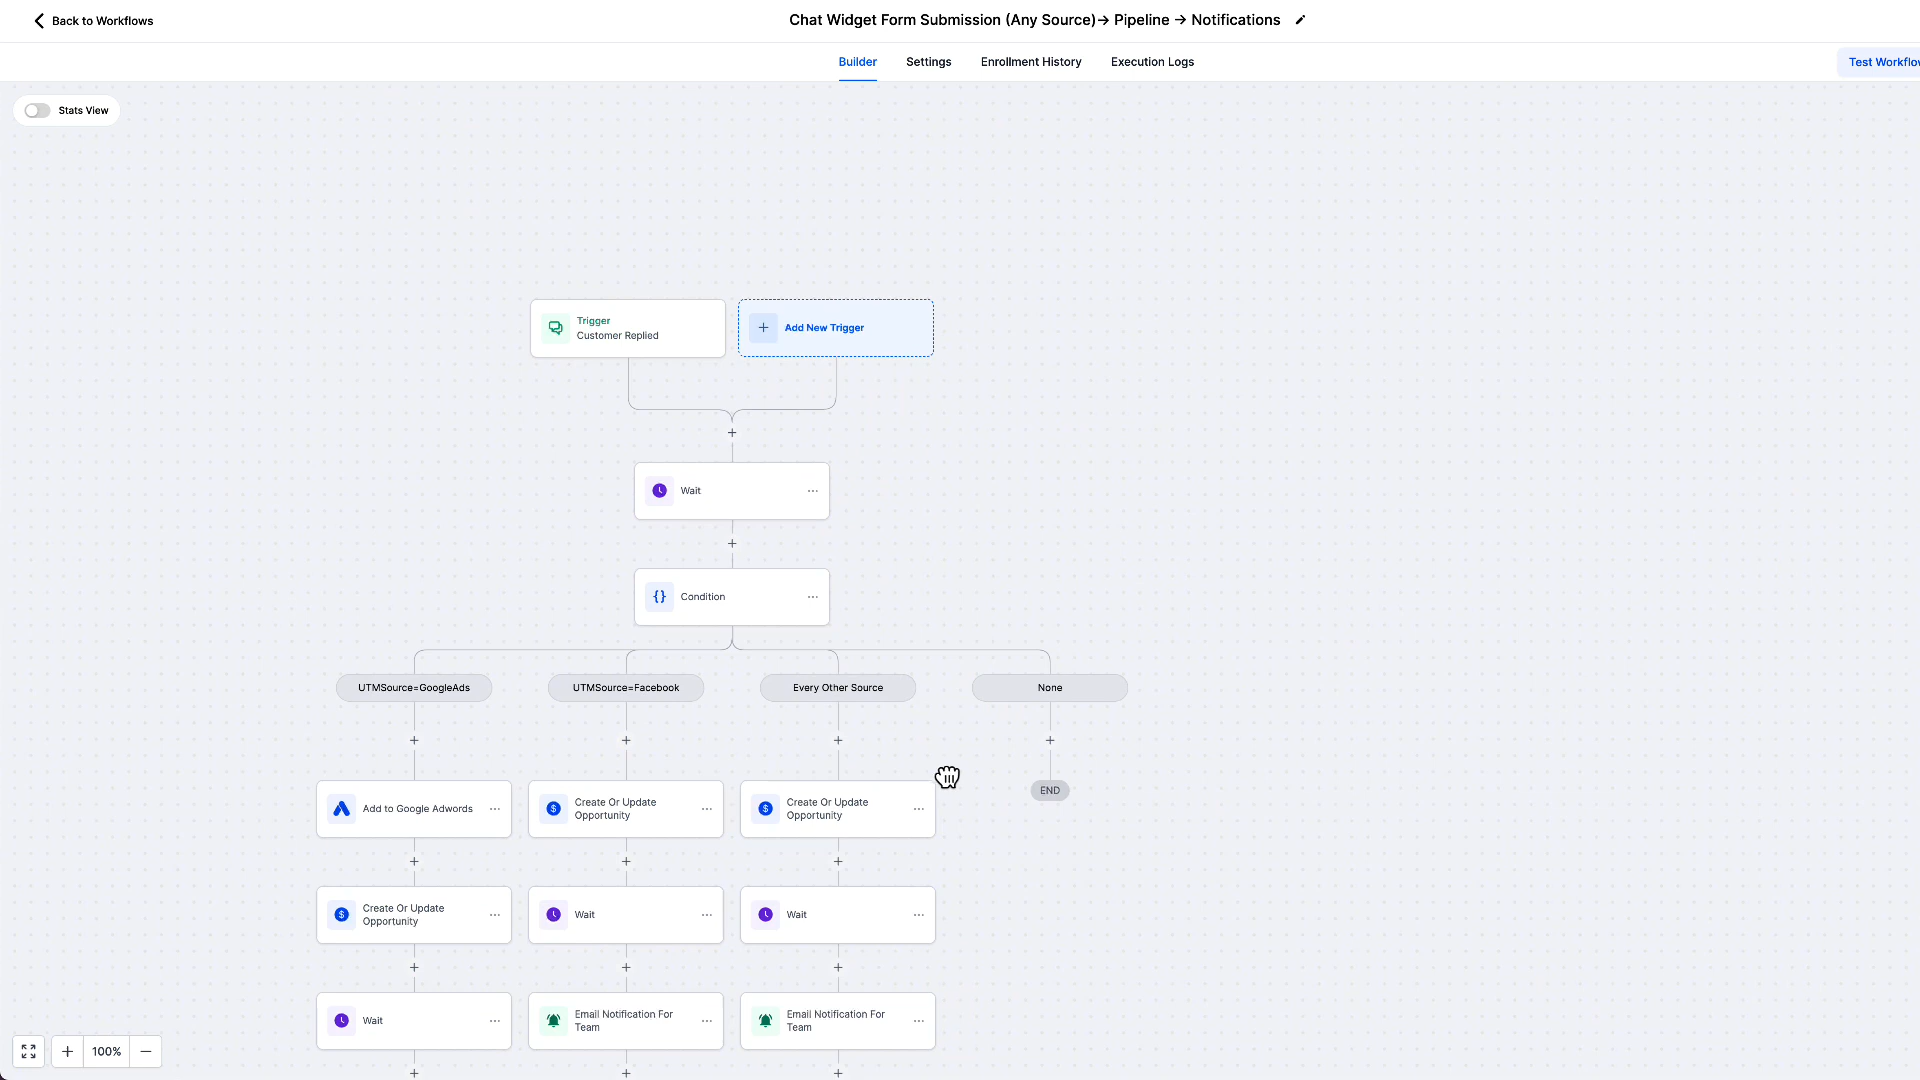 Back to Workflows
Chat Widget Form Submission (Any Source)→ Pipeline → Notifications
Builder
Settings
Enrollment History
Execution Logs
Test Workflow
Stats View
Trigger
Customer Replied
Add New Trigger
Wait
Condition
UTMSource=GoogleAds
UTMSource=Facebook
Every Other Source
None
Add to Google Adwords
Create Or Update
Opportunity
Create Or Update
Opportunity
END
Create Or Update
Opportunity
Wait
Wait
Wait
Email Notification For
Team
Email Notification For
Team
100%